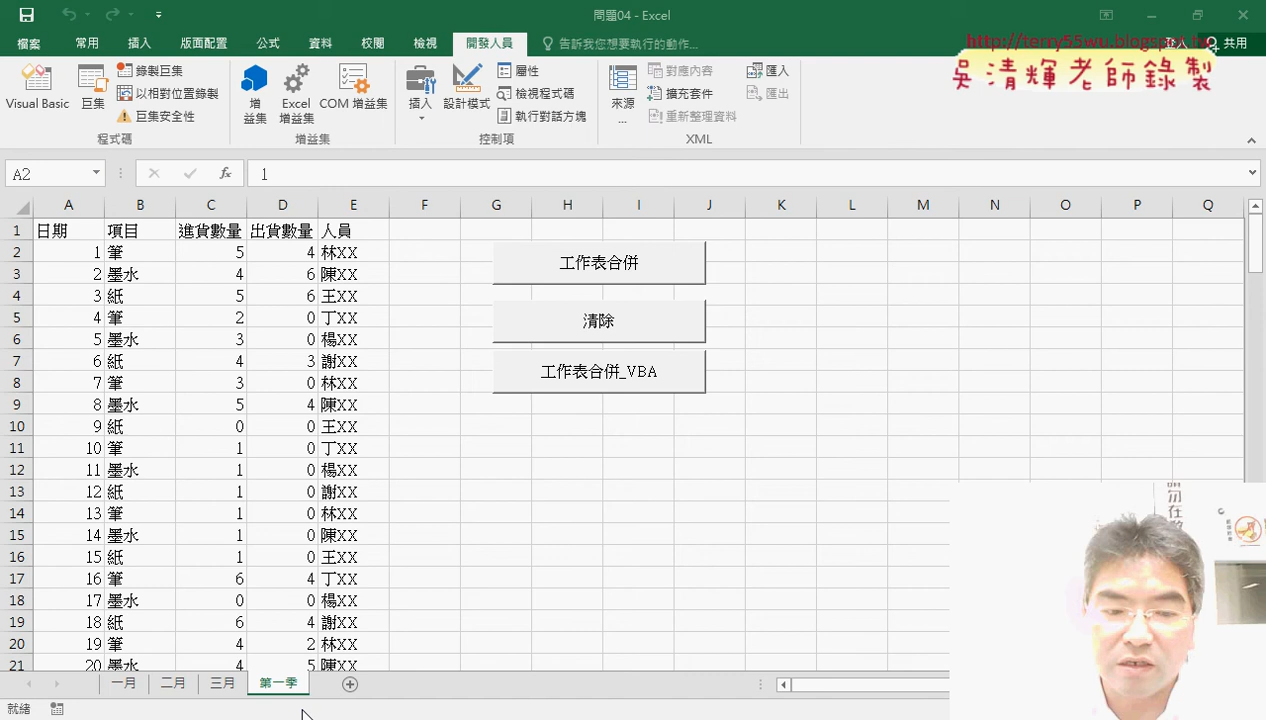 問題04 - Excel
http://terry55wu.blogspot.tw
吳清輝老師錄製
檔案 常用 插入 版面配置 公式 資料 校閱 檢視 開發人員 告訴我您想要執行的動作... 登入 共用
Visual Basic
巨集
錄製巨集
以相對位置錄製
巨集安全性
程式碼
增益集
Excel 增益集
COM 增益集
增益集
插入
設計模式
屬性
檢視程式碼
執行對話方塊
控制項
來源...
對應內容
擴充套件
重新整理資料
匯入
匯出
XML
A2 fx 1
A B C D E F G H I J K L M N O P Q
1 日期 項目 進貨數量 出貨數量 人員
2 1 筆 5 4 林XX
3 2 墨水 4 6 陳XX
4 3 紙 5 6 王XX
5 4 筆 2 0 丁XX
6 5 墨水 3 0 楊XX
7 6 紙 4 3 謝XX
8 7 筆 3 0 林XX
9 8 墨水 5 4 陳XX
10 9 紙 0 0 王XX
11 10 筆 1 0 丁XX
12 11 墨水 1 0 楊XX
13 12 紙 1 0 謝XX
14 13 筆 1 0 林XX
15 14 墨水 1 0 陳XX
16 15 紙 1 0 王XX
17 16 筆 6 4 丁XX
18 17 墨水 0 0 楊XX
19 18 紙 6 4 謝XX
20 19 筆 4 2 林XX
21 20 墨水 4 5 陳XX
工作表合併
清除
工作表合併_VBA
請勿在教
一月 二月 三月 第一季
就緒